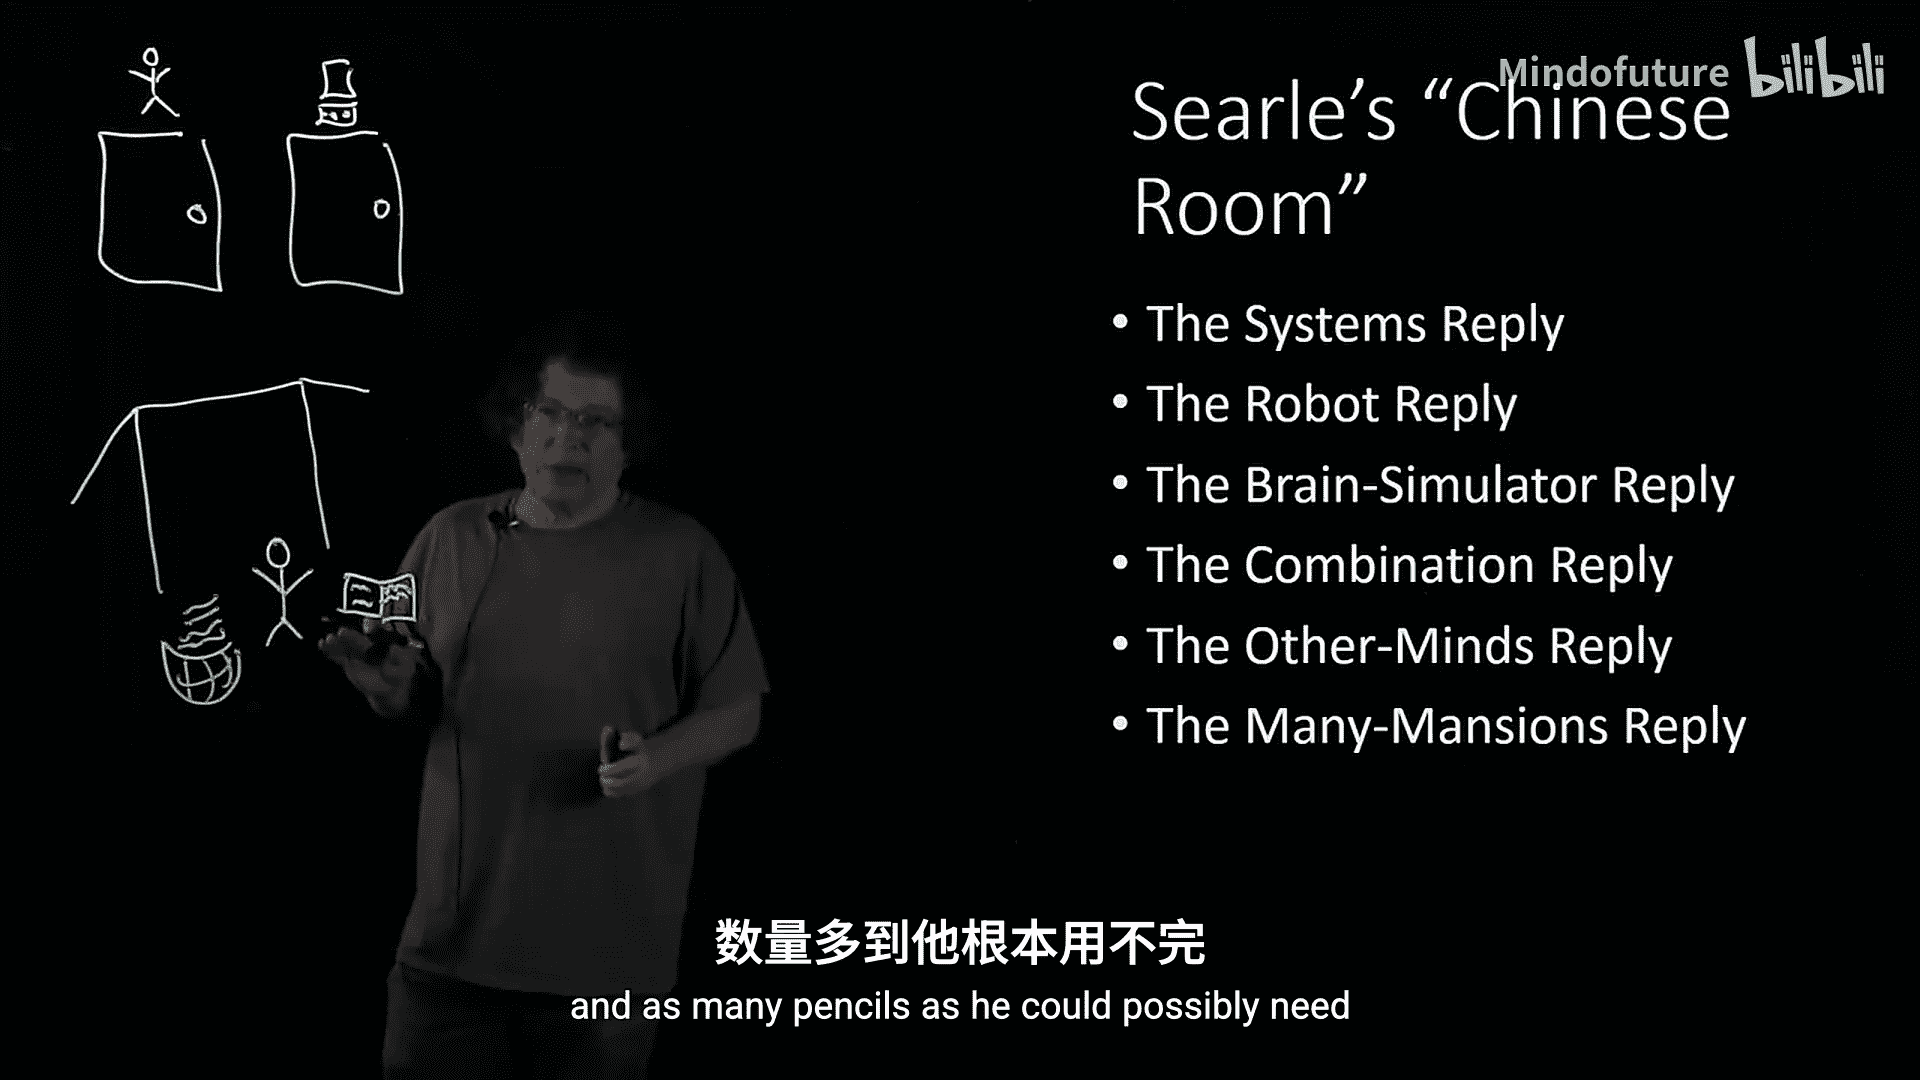 Mindofuture bilibili
Searle’s “Chinese
Room”
• The Systems Reply
• The Robot Reply
• The Brain-Simulator Reply
• The Combination Reply
• The Other-Minds Reply
• The Many-Mansions Reply
数量多到他根本用不完
and as many pencils as he could possibly need